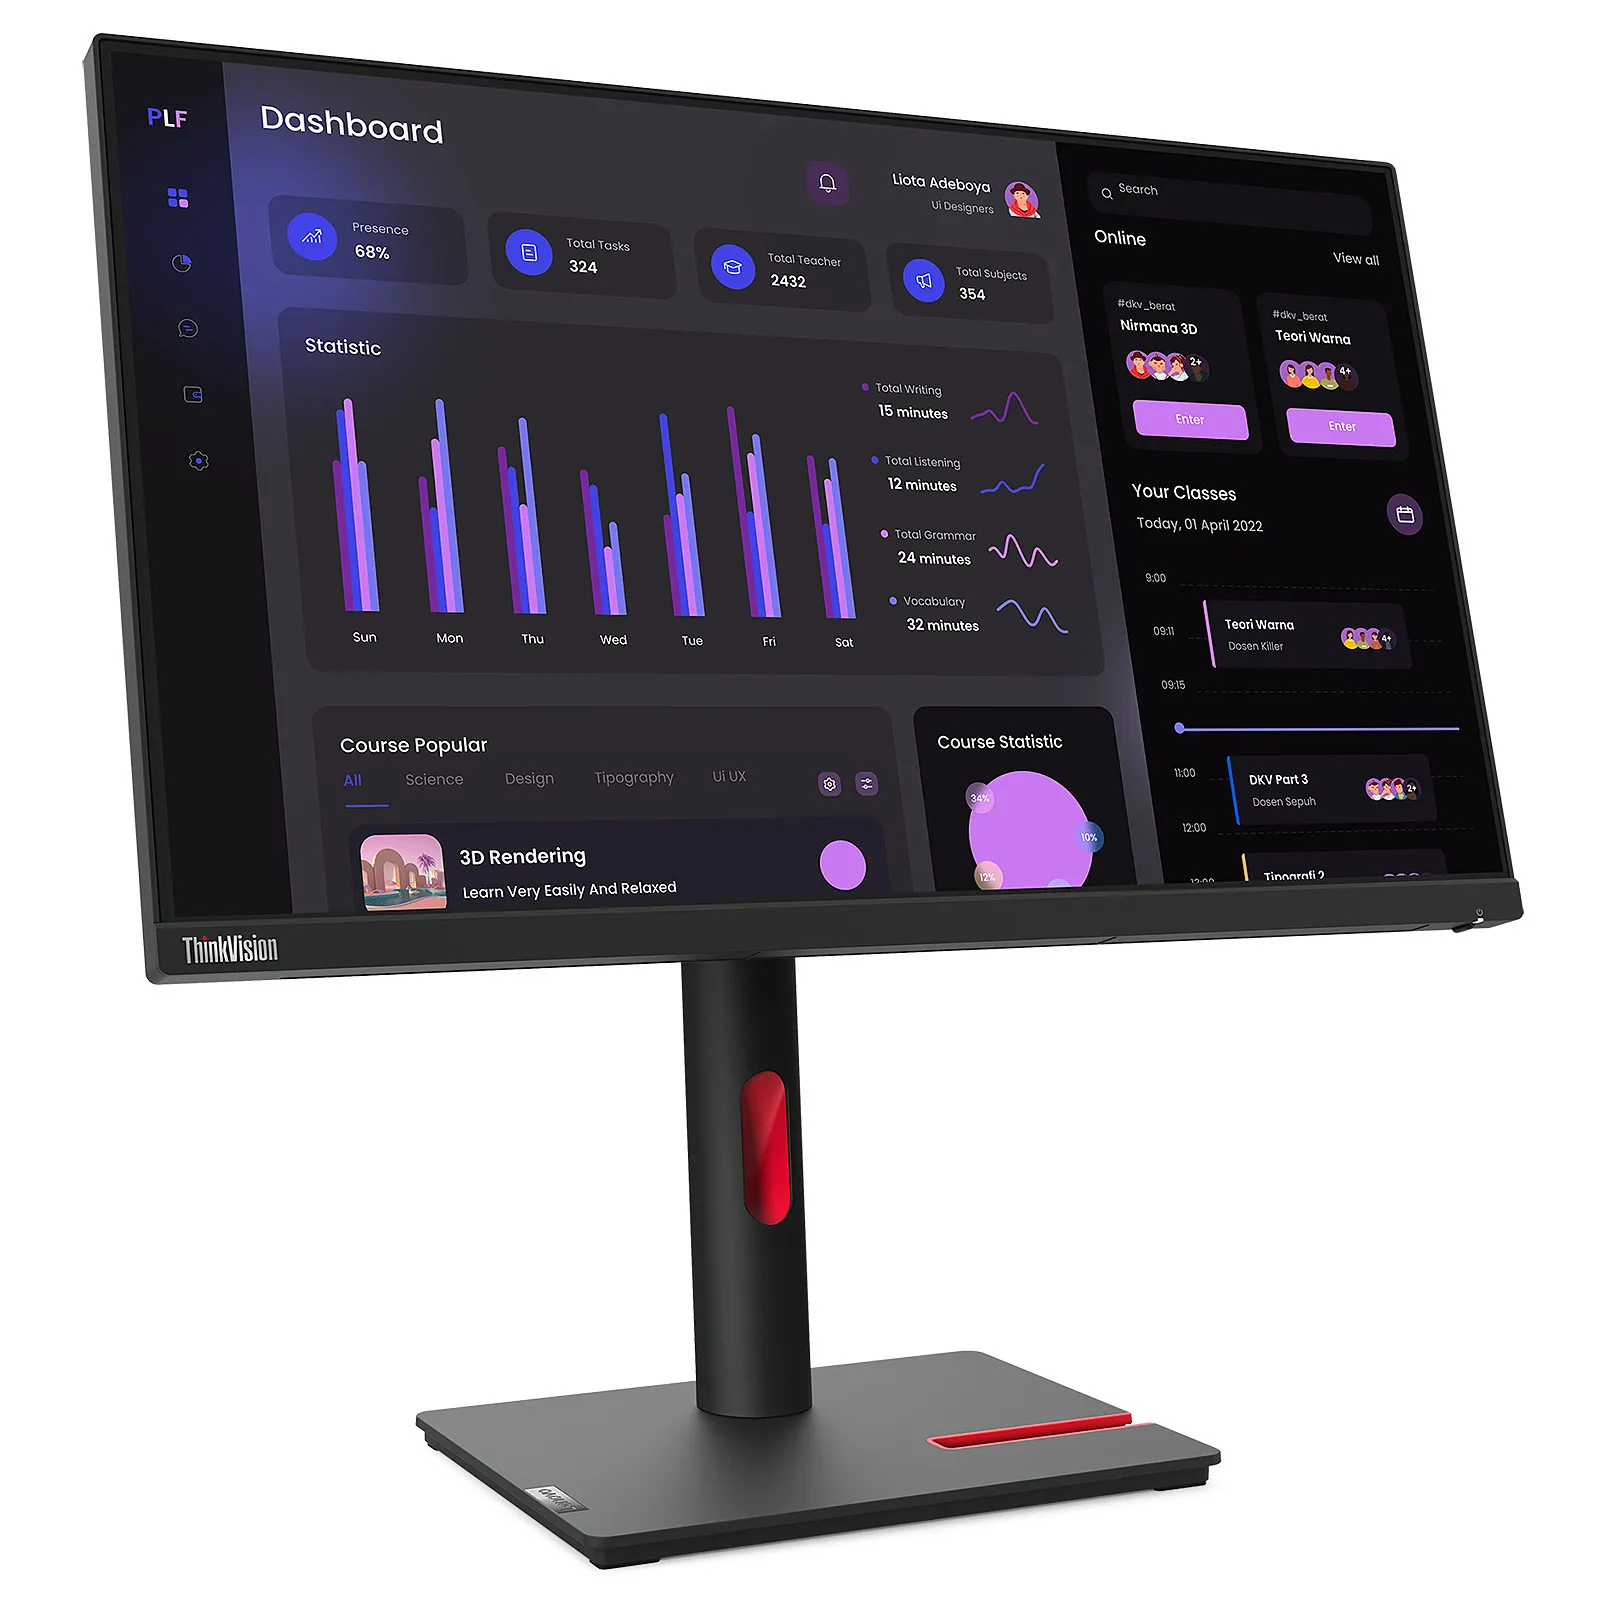 PLF
Dashboard
Liota Adeboya
Ui Designers
Presence
68%
Total Tasks
324
Total Teacher
2432
Total Subjects
354
Statistic
Sun
Mon
Thu
Wed
Tue
Fri
Sat
Total Writing
15 minutes
Total Listening
12 minutes
Total Grammar
24 minutes
Vocabulary
32 minutes
Course Popular
All
Science
Design
Tipography
Ui UX
3D Rendering
Learn Very Easily And Relaxed
Course Statistic
34%
10%
12%
Search
Online
View all
#dkv_berat
Nirmana 3D
2+
Enter
#dkv_berat
Teori Warna
4+
Enter
Your Classes
Today, 01 April 2022
9:00
09:11
Teori Warna
Dosen Killer
4+
09:15
11:00
DKV Part 3
Dosen Sepuh
2+
12:00
Tipografi 2
ThinkVision
Lenovo